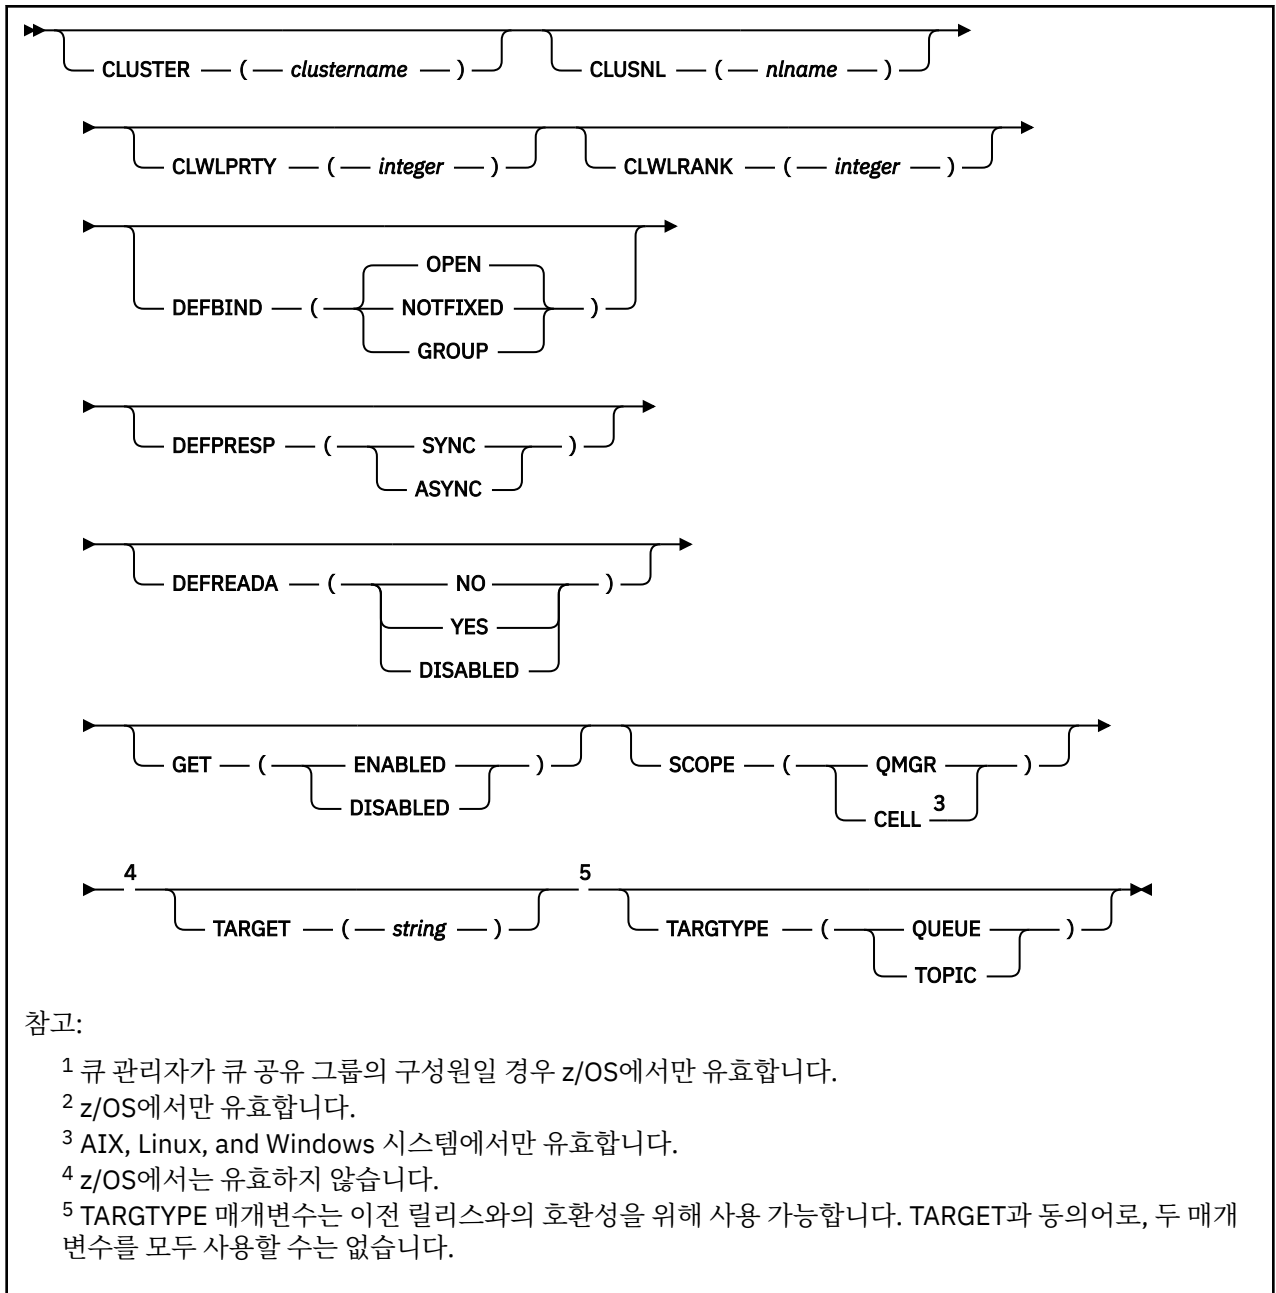 CLUSTER ( clustername ) CLUSNL ( nlname )
CLWLPRTY ( integer ) CLWLRANK ( integer )
OPEN
DEFBIND ( NOTFIXED )
GROUP
DEFPRESP ( SYNC )
ASYNC
DEFREADA ( NO )
YES
DISABLED
GET ( ENABLED ) SCOPE ( QMGR )
DISABLED CELL 3
4 5
TARGET ( string ) TARGTYPE ( QUEUE )
TOPIC
참고:
1 큐 관리자가 큐 공유 그룹의 구성원일 경우 z/OS에서만 유효합니다.
2 z/OS에서만 유효합니다.
3 AIX, Linux, and Windows 시스템에서만 유효합니다.
4 z/OS에서는 유효하지 않습니다.
5 TARGTYPE 매개변수는 이전 릴리스와의 호환성을 위해 사용 가능합니다. TARGET과 동의어로, 두 매개
변수를 모두 사용할 수는 없습니다.